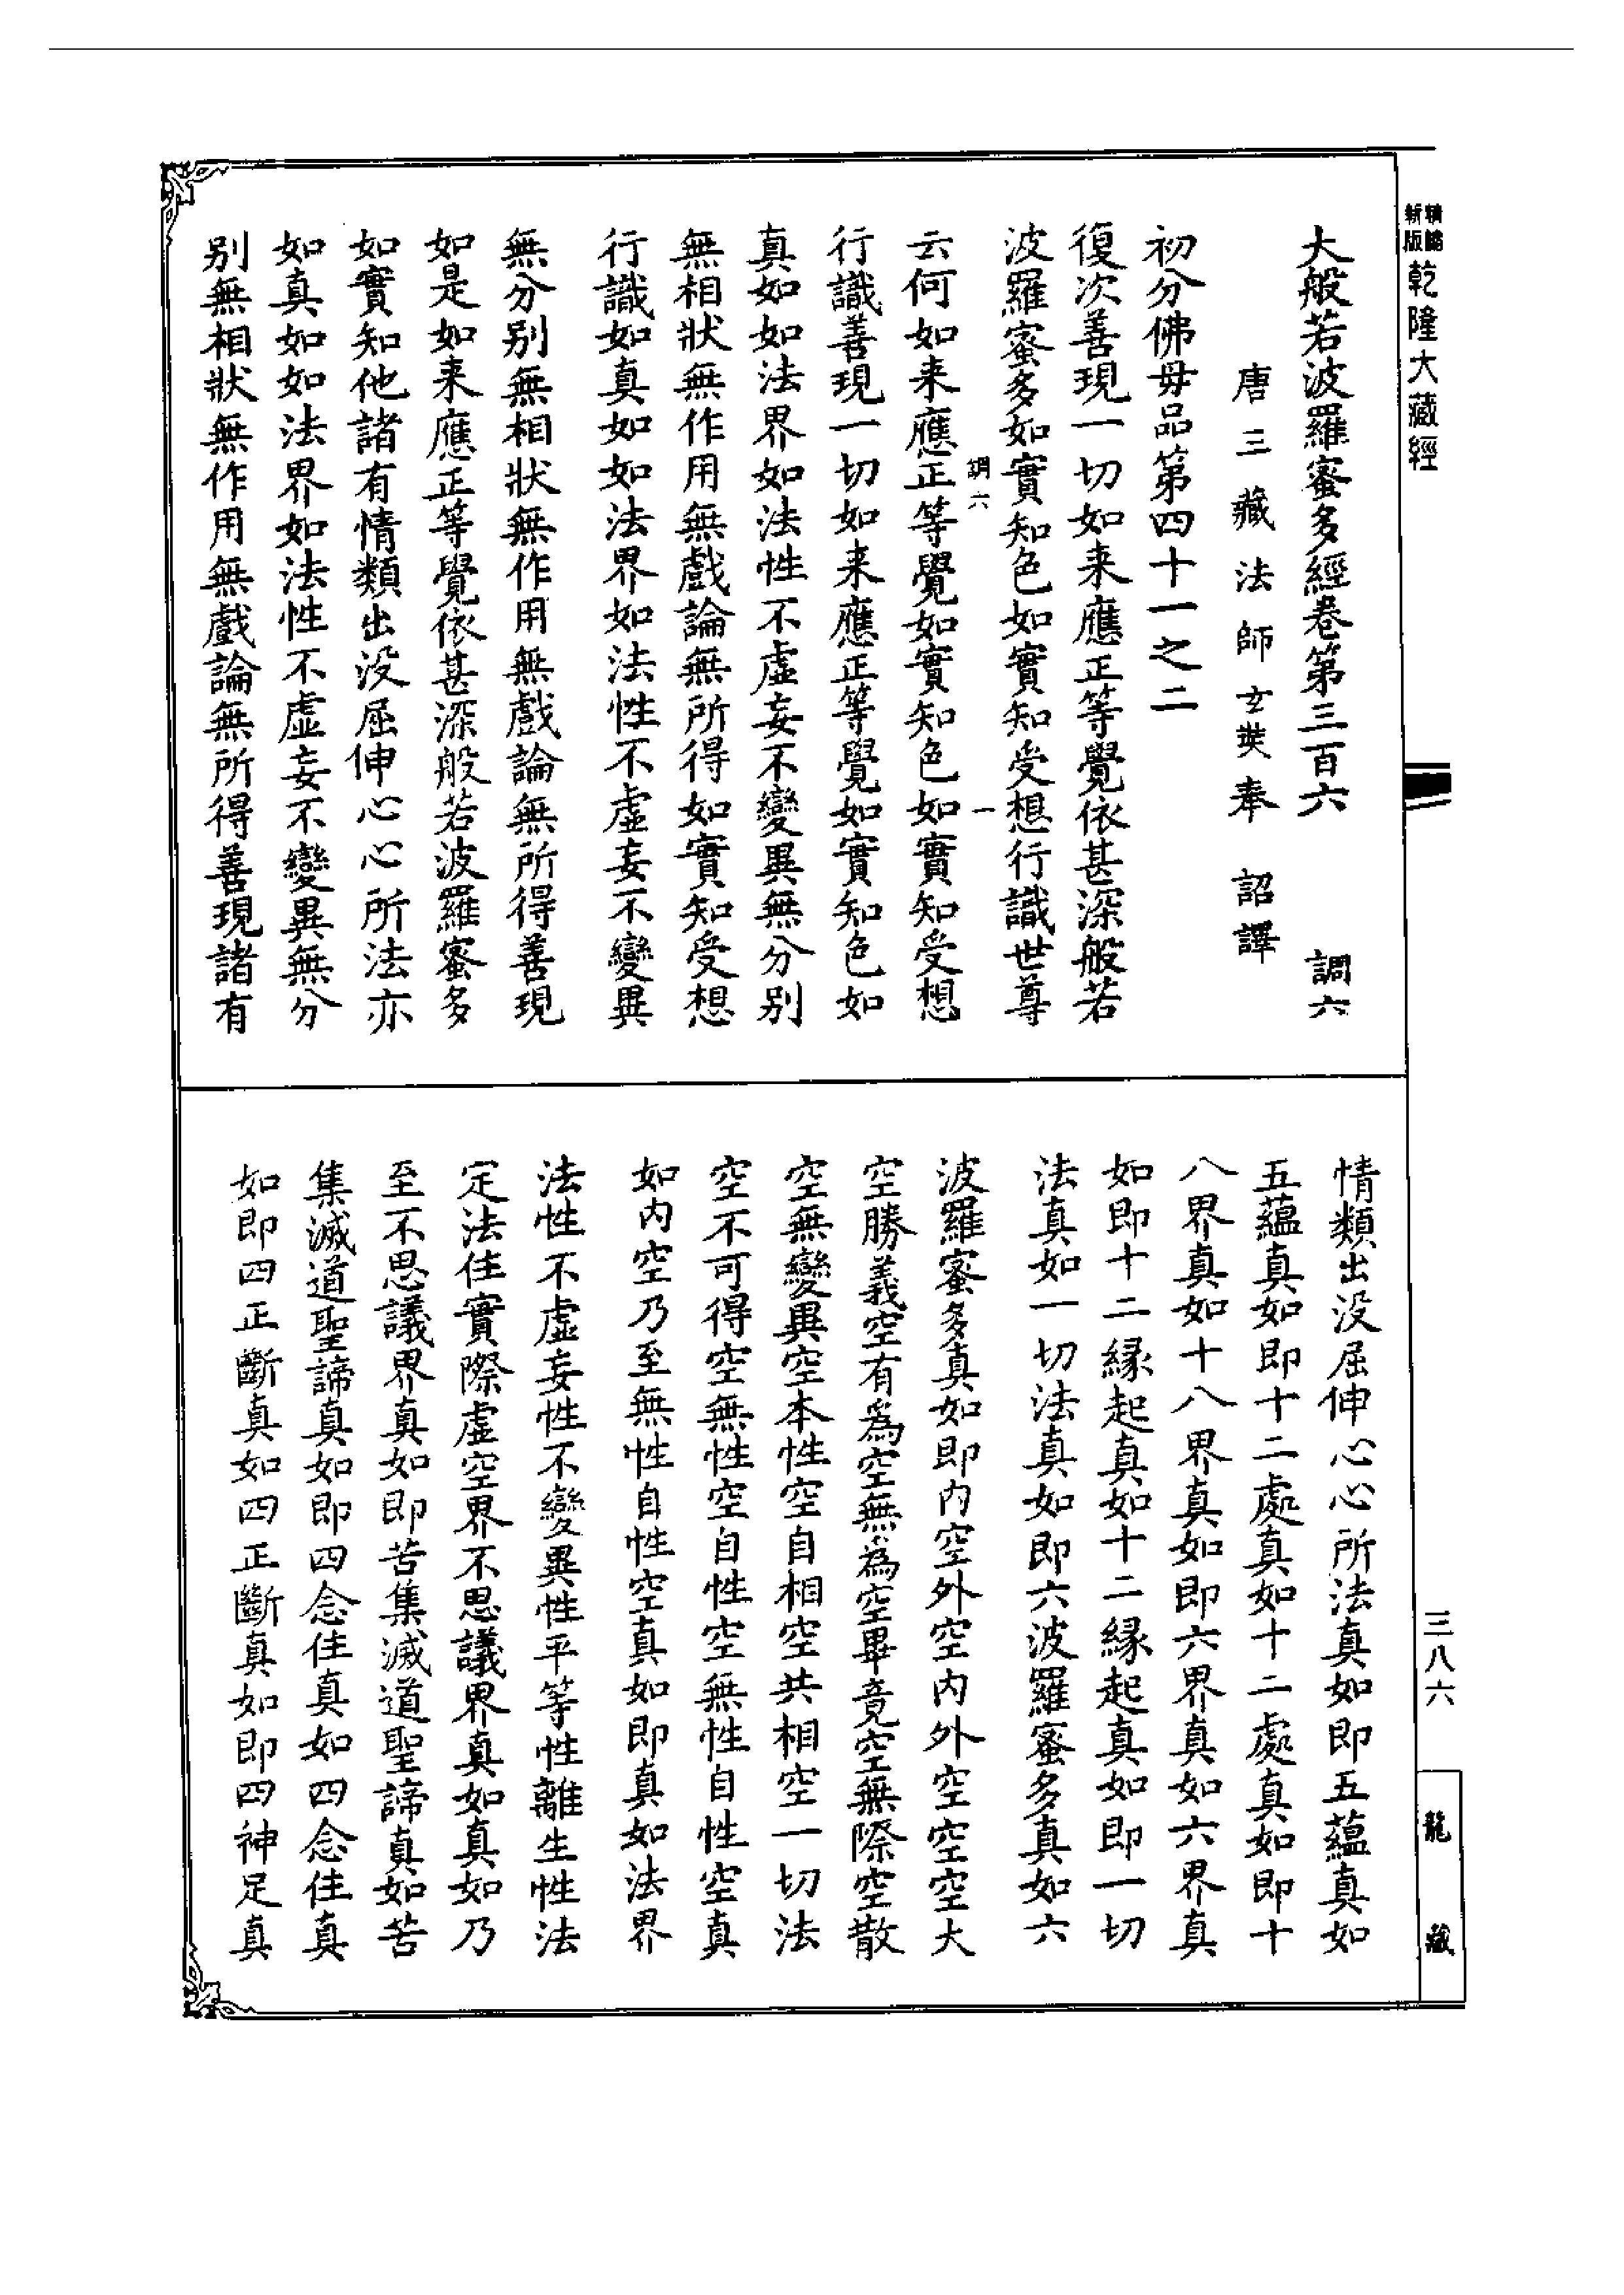 精編
新版
乾隆大藏經
大般若波羅蜜多經卷第三百六 調六
唐三藏法師玄奘奉 詔譯
初分佛毋品第四十一之二
復次善現一切如来應正等覺依甚深般若
波羅蜜多如實知色如實知受想行識世尊
調六 一
云何如来應正等覺如實知色如實知受想
行識善現一切如来應正等覺如實知色如
真如如法界如法性不虛妄不變異無分别
無相狀無作用無戲論無所得如實知受想
行識如真如如法界如法性不虛妄不變異
無分别無相狀無作用無戲論無所得善現
如是如来應正等覺依甚深般若波羅蜜多
如實知他諸有情類出没屈伸心心所法亦
如真如如法界如法性不虛妄不變異無分
别無相狀無作用無戲論無所得善現諸有
情類出没屈伸心心所法真如即五蘊真如
五蘊真如即十二處真如十二處真如即十
八界真如十八界真如即六界真如六界真
如即十二緣起真如十二緣起真如即一切
法真如一切法真如即六波羅蜜多真如六
波羅蜜多真如即内空外空内外空空空大
空勝義空有為空無為空畢竟空無際空散
空無變異空本性空自相空共相空一切法
空不可得空無性空自性空無性自性空真
如内空乃至無性自性空真如即真如法界
法性不虛妄性不變異性平等性離生性法
定法住實際虛空界不思議界真如真如乃
至不思議界真如即苦集滅道聖諦真如苦
集滅道聖諦真如即四念住真如四念住真
如即四正斷真如四正斷真如即四神足真
三八六
龍藏